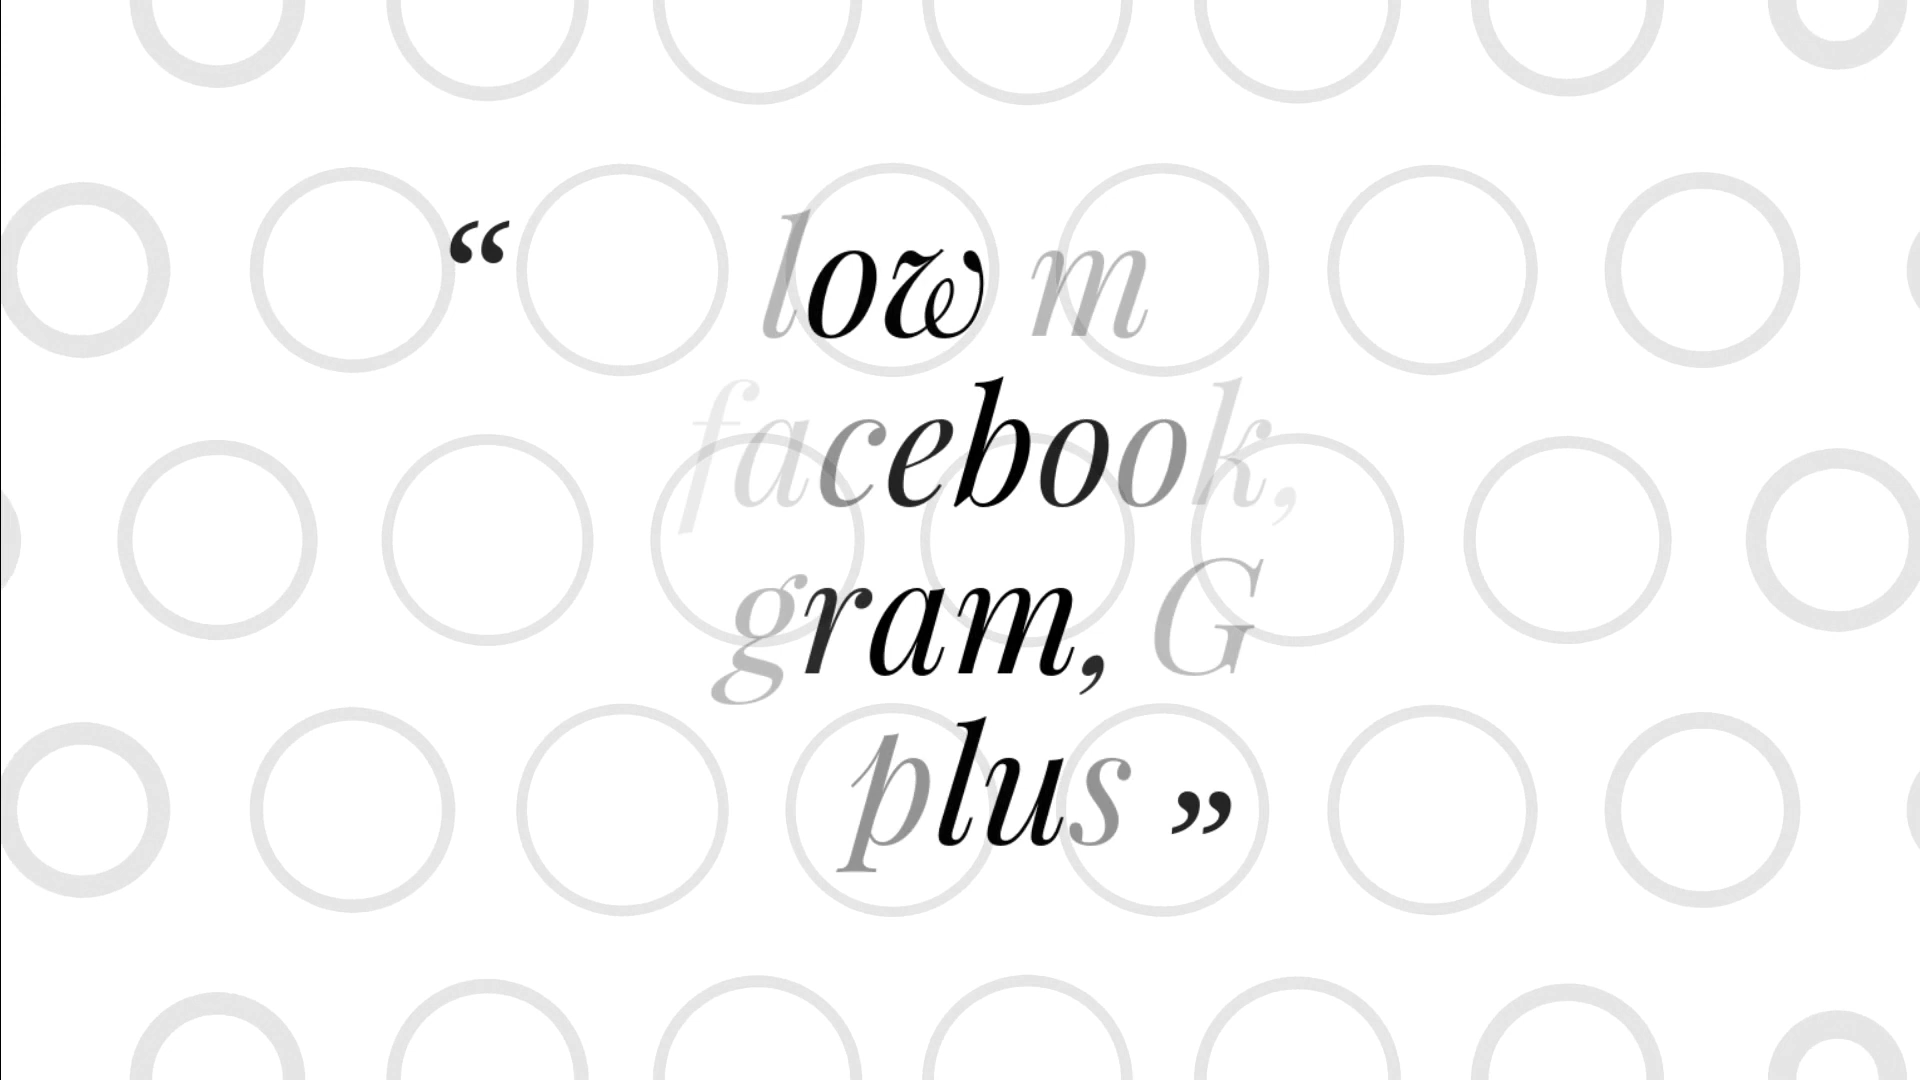 “ low m
facebook,
gram, G
plus ”